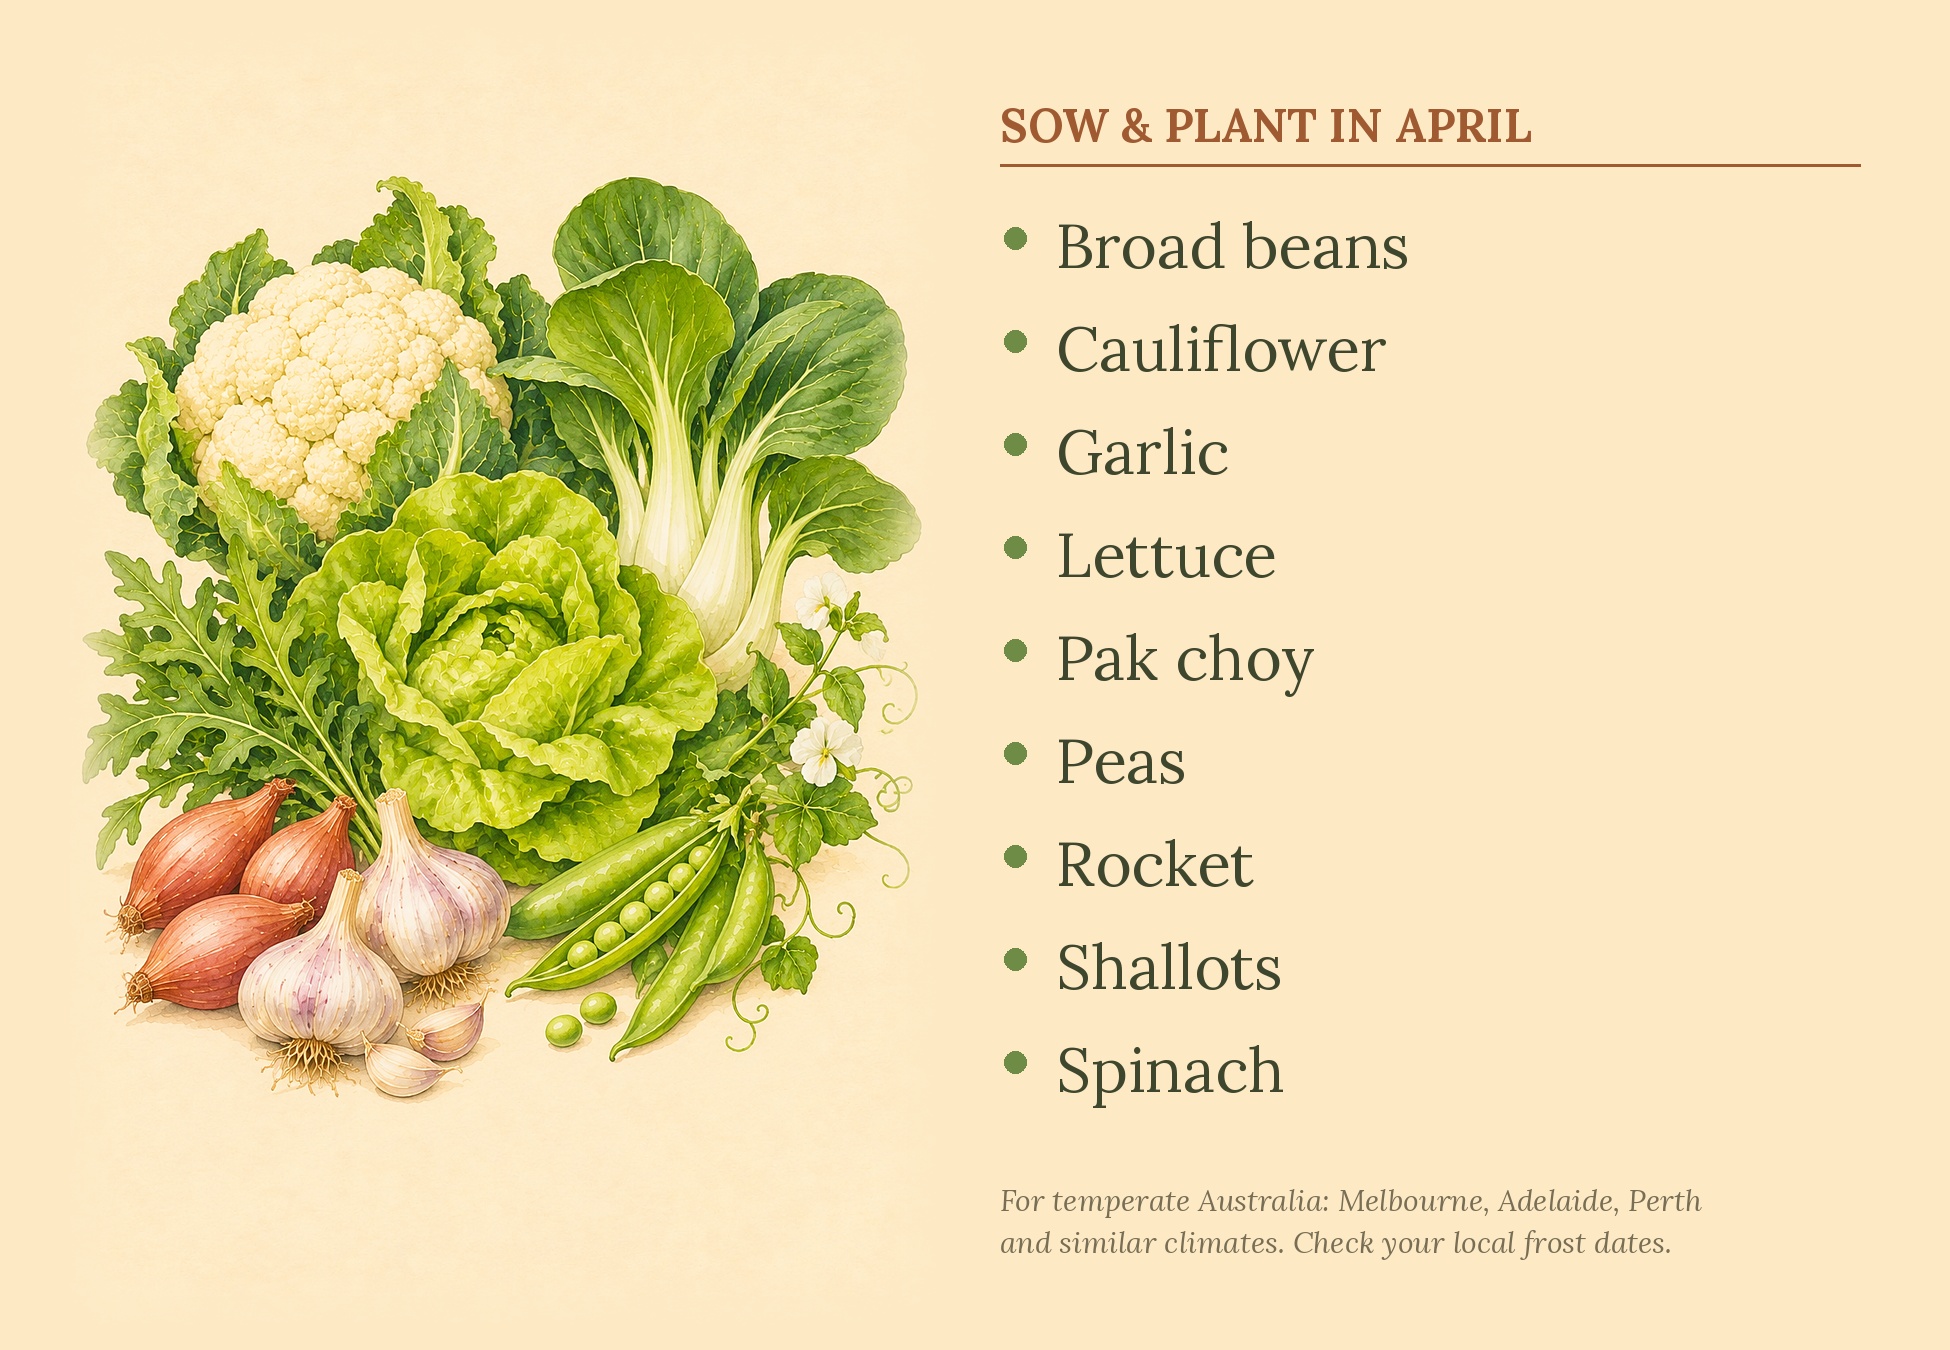 SOW & PLANT IN APRIL
• Broad beans
• Cauliflower
• Garlic
• Lettuce
• Pak choy
• Peas
• Rocket
• Shallots
• Spinach
For temperate Australia: Melbourne, Adelaide, Perth
and similar climates. Check your local frost dates.